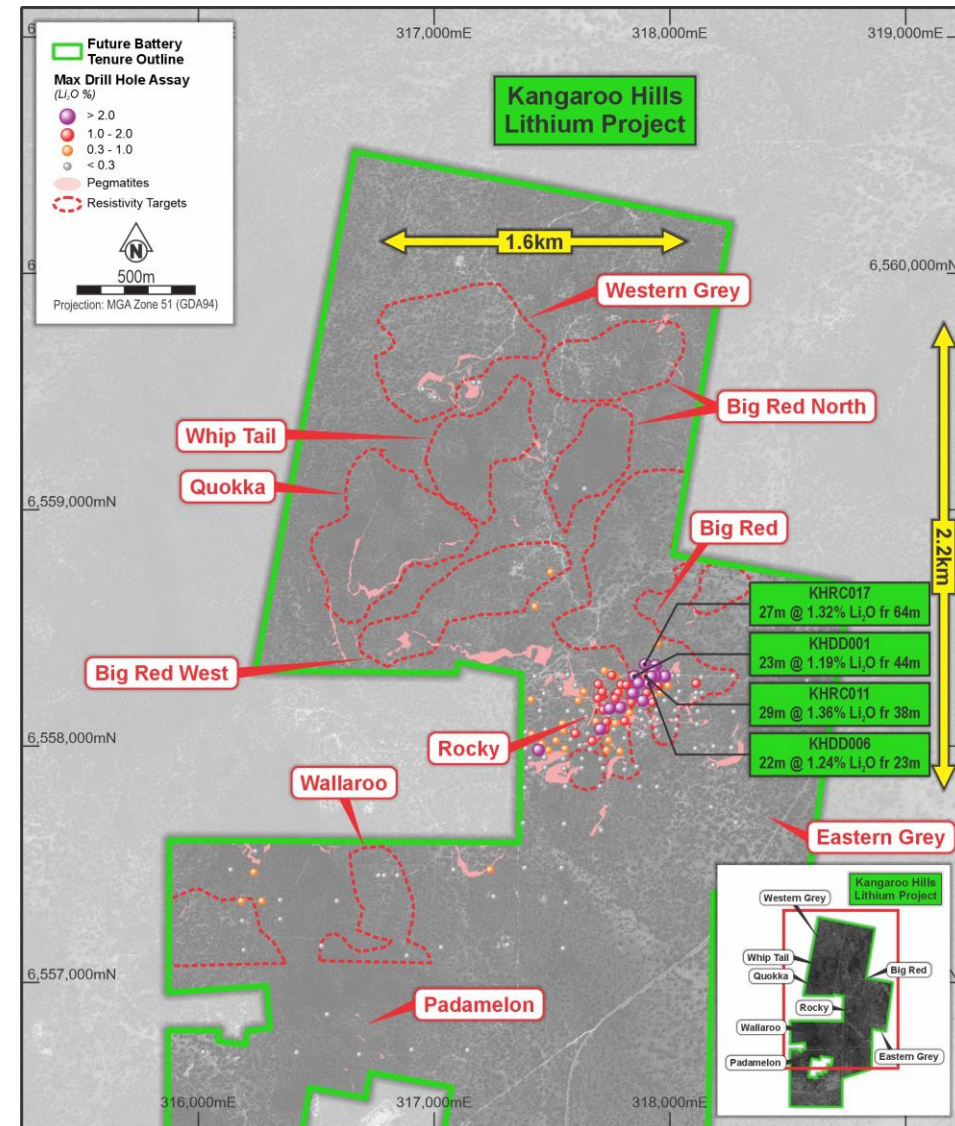 317,000mE
318,000mE
319,000mE
Future Battery
Tenure Outline
Max Drill Hole Assay
(Li₂O %)
> 2.0
1.0 - 2.0
0.3 - 1.0
< 0.3
Pegmatites
Resistivity Targets
N
500m
Projection: MGA Zone 51 (GDA94)
Kangaroo Hills
Lithium Project
1.6km
6
6
6,560,000mN
Western Grey
Big Red North
Whip Tail
Quokka
6,559,000mN
Big Red
2.2km
KHRC017
27m @ 1.32% Li₂O fr 64m
KHDD001
23m @ 1.19% Li₂O fr 44m
KHRC011
29m @ 1.36% Li₂O fr 38m
KHDD006
22m @ 1.24% Li₂O fr 23m
Big Red West
Rocky
6,558,000mN
Wallaroo
Eastern Grey
6,557,000mN
Padamelon
316,000mE
317,000mE
318,000mE
Kangaroo Hills
Lithium Project
Western Grey
Whip Tail
Quokka
Big Red
Rocky
Wallaroo
Eastern Grey
Padamelon